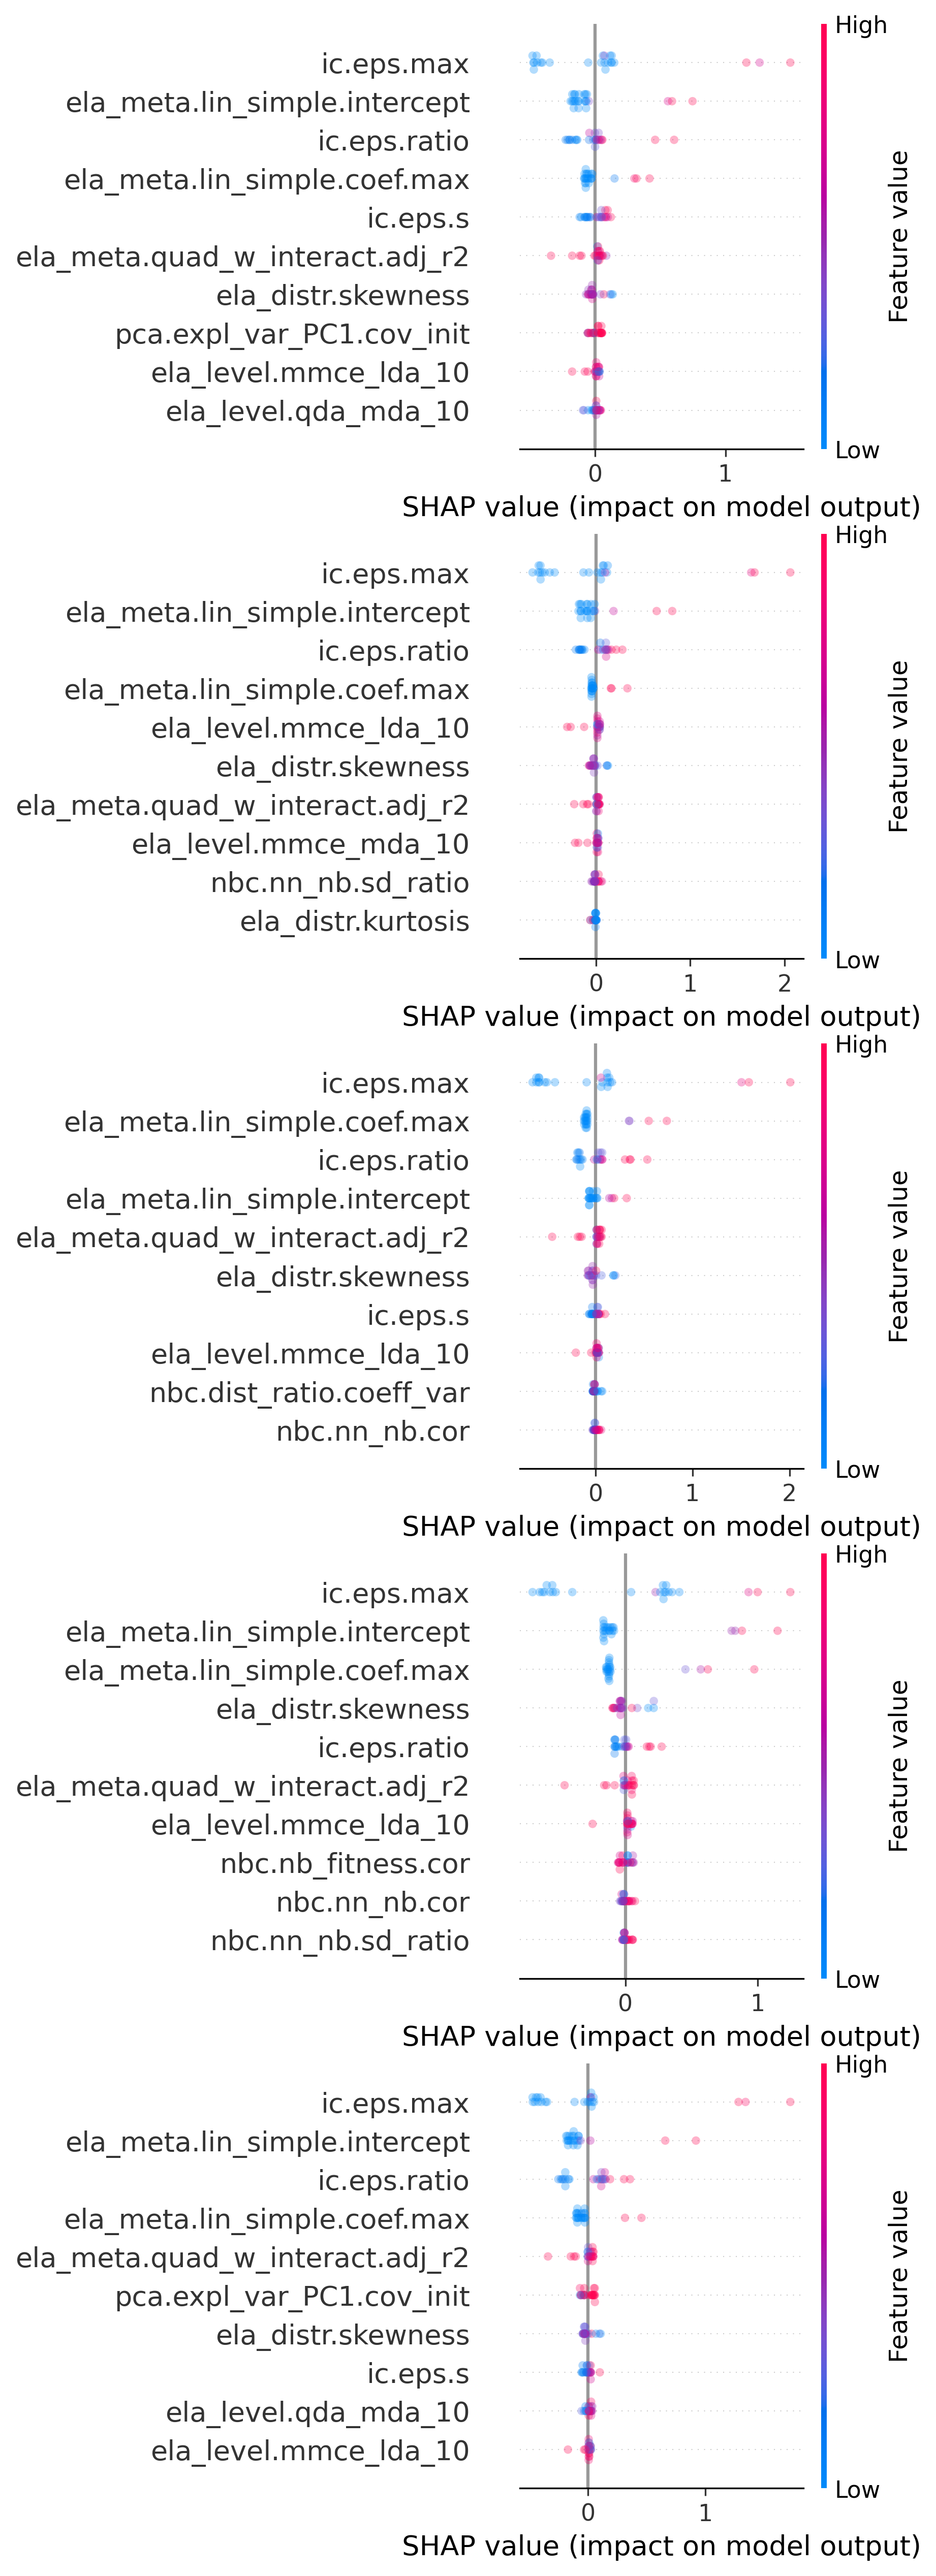 High
ic.eps.max
ela_meta.lin_simple.intercept
ic.eps.ratio
ela_meta.lin_simple.coef.max
ic.eps.s
ela_meta.quad_w_interact.adj_r2
ela_distr.skewness
pca.expl_var_PC1.cov_init
ela_level.mmce_lda_10
ela_level.qda_mda_10
Feature value
Low
0 1
SHAP value (impact on model output)
High
ic.eps.max
ela_meta.lin_simple.intercept
ic.eps.ratio
ela_meta.lin_simple.coef.max
ela_level.mmce_lda_10
ela_distr.skewness
ela_meta.quad_w_interact.adj_r2
ela_level.mmce_mda_10
nbc.nn_nb.sd_ratio
ela_distr.kurtosis
Feature value
Low
0 1 2
SHAP value (impact on model output)
High
ic.eps.max
ela_meta.lin_simple.coef.max
ic.eps.ratio
ela_meta.lin_simple.intercept
ela_meta.quad_w_interact.adj_r2
ela_distr.skewness
ic.eps.s
ela_level.mmce_lda_10
nbc.dist_ratio.coeff_var
nbc.nn_nb.cor
Feature value
Low
0 1 2
SHAP value (impact on model output)
High
ic.eps.max
ela_meta.lin_simple.intercept
ela_meta.lin_simple.coef.max
ela_distr.skewness
ic.eps.ratio
ela_meta.quad_w_interact.adj_r2
ela_level.mmce_lda_10
nbc.nb_fitness.cor
nbc.nn_nb.cor
nbc.nn_nb.sd_ratio
Feature value
Low
0 1
SHAP value (impact on model output)
High
ic.eps.max
ela_meta.lin_simple.intercept
ic.eps.ratio
ela_meta.lin_simple.coef.max
ela_meta.quad_w_interact.adj_r2
pca.expl_var_PC1.cov_init
ela_distr.skewness
ic.eps.s
ela_level.qda_mda_10
ela_level.mmce_lda_10
Feature value
Low
0 1
SHAP value (impact on model output)